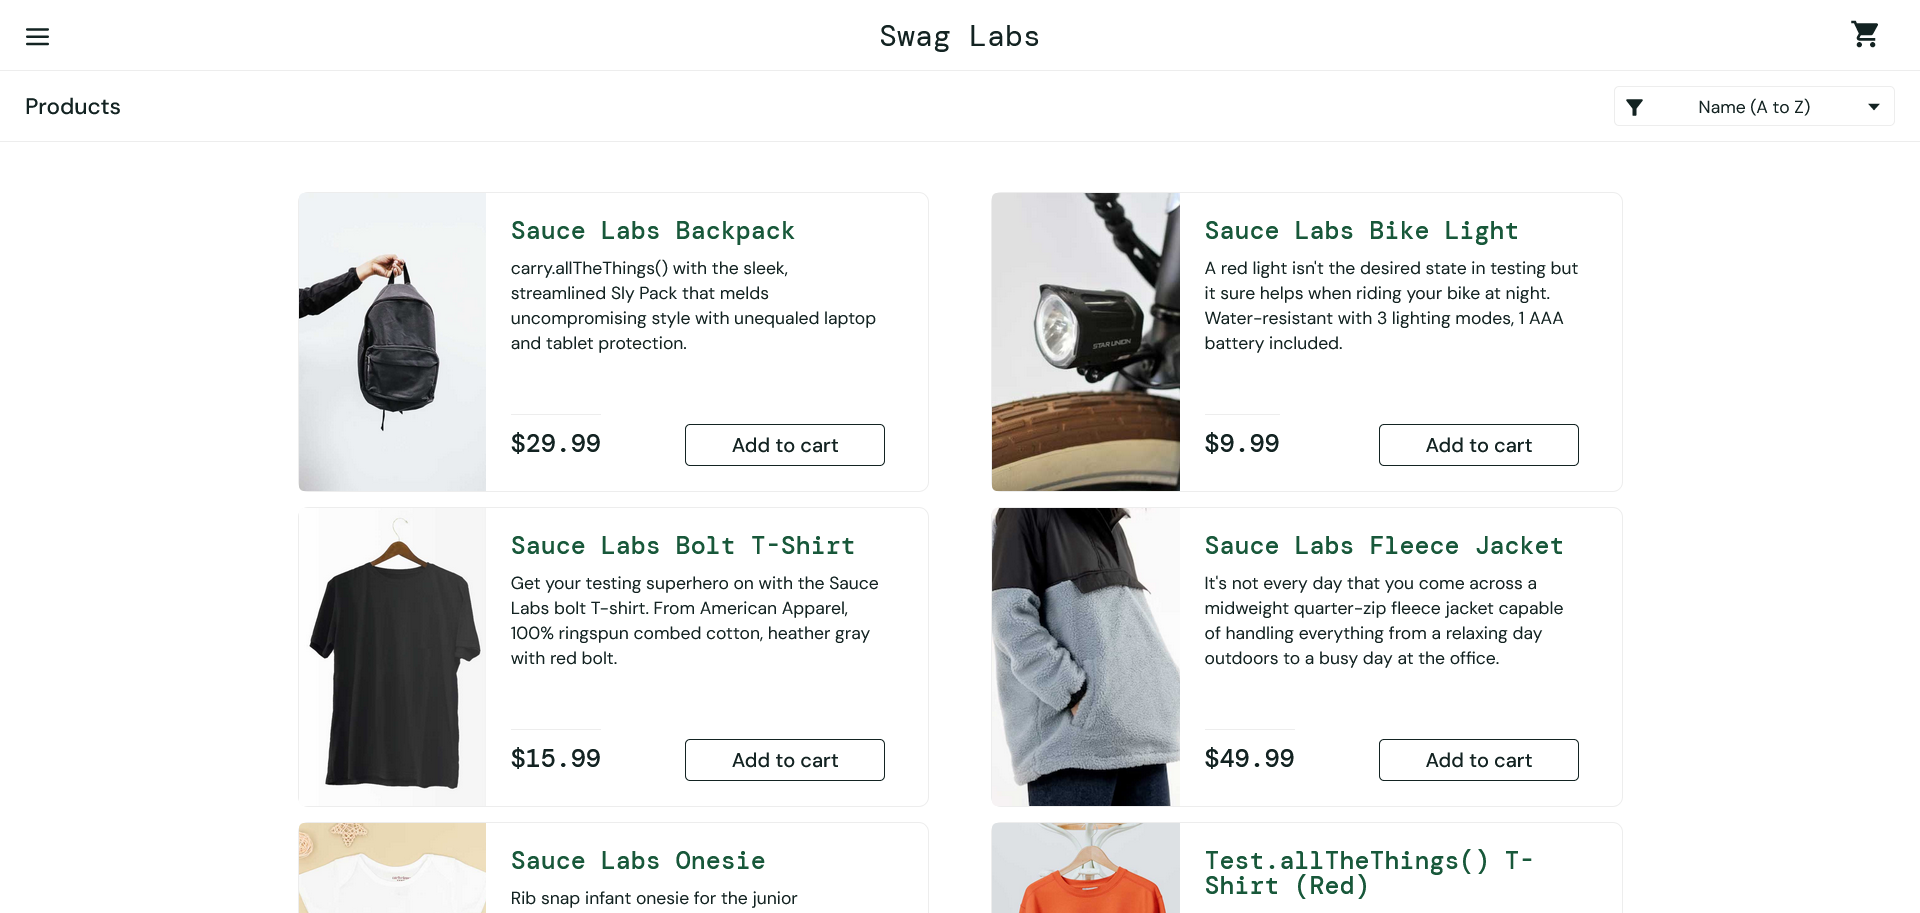 Swag Labs
Products
Name (A to Z)
Sauce Labs Backpack
carry.allTheThings() with the sleek,
streamlined Sly Pack that melds
uncompromising style with unequaled laptop
and tablet protection.
$29.99
Add to cart
Sauce Labs Bike Light
A red light isn't the desired state in testing but
it sure helps when riding your bike at night.
Water-resistant with 3 lighting modes, 1 AAA
battery included.
STAR UNION
$9.99
Add to cart
Sauce Labs Bolt T-Shirt
Get your testing superhero on with the Sauce
Labs bolt T-shirt. From American Apparel,
100% ringspun combed cotton, heather gray
with red bolt.
$15.99
Add to cart
Sauce Labs Fleece Jacket
It's not every day that you come across a
midweight quarter-zip fleece jacket capable
of handling everything from a relaxing day
outdoors to a busy day at the office.
$49.99
Add to cart
Sauce Labs Onesie
Rib snap infant onesie for the junior
Test.allTheThings() T-
Shirt (Red)